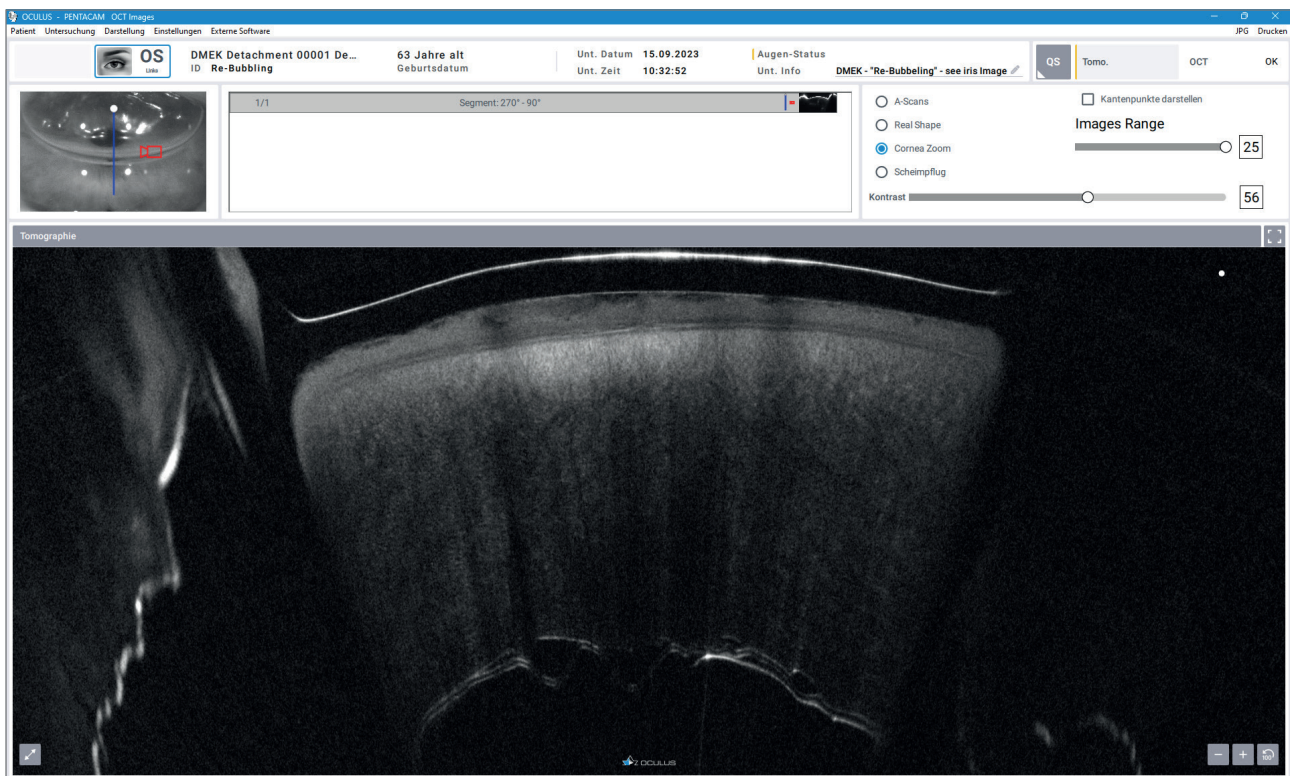 OCULUS - PENTACAM OCT Images
Patient Untersuchung Darstellung Einstellungen Externe Software JPG Drucken
OS
Links
DMEK Detachment 00001 De...
ID Re-Bubbling
63 Jahre alt
Geburtsdatum
Unt. Datum 15.09.2023
Unt. Zeit 10:32:52
Augen-Status
Unt. Info DMEK - "Re-Bubbeling" - see iris Image
QS
Tomo.
OCT
OK
1/1 Segment: 270° - 90°
A-Scans
Real Shape
Cornea Zoom
Scheimpflug
Kantenpunkte darstellen
Images Range
25
Kontrast
56
Tomographie
OCULUS
100